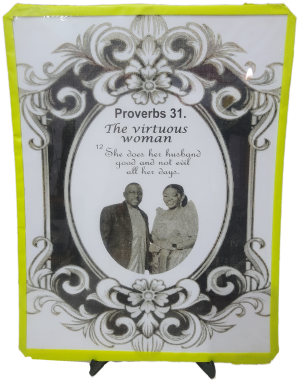 Proverbs 31.
The virtuous
woman
12 She does her husband
good and not evil
all her days.